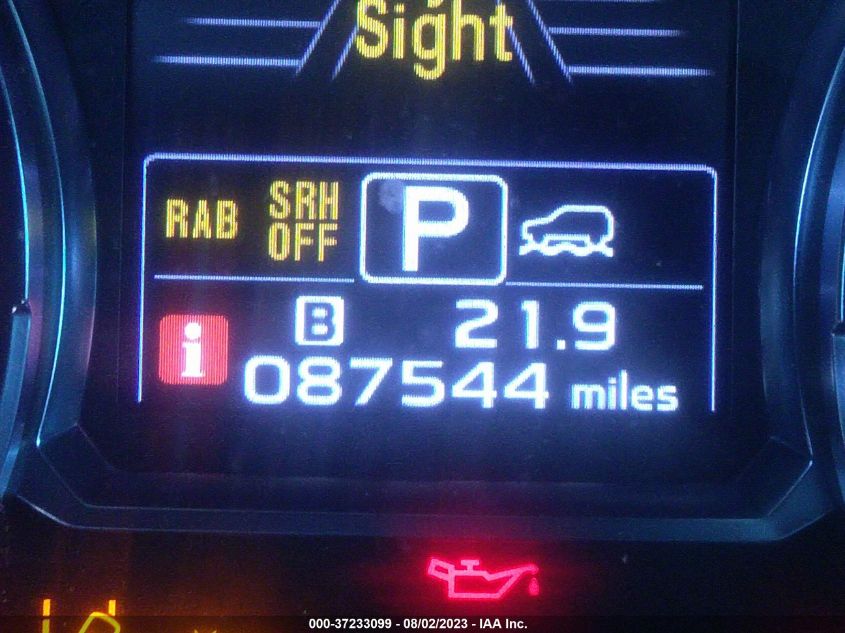 Sight
RAB SRH OFF P
B 21.9
i 087544 miles
000-37233099 - 08/02/2023 - IAA Inc.